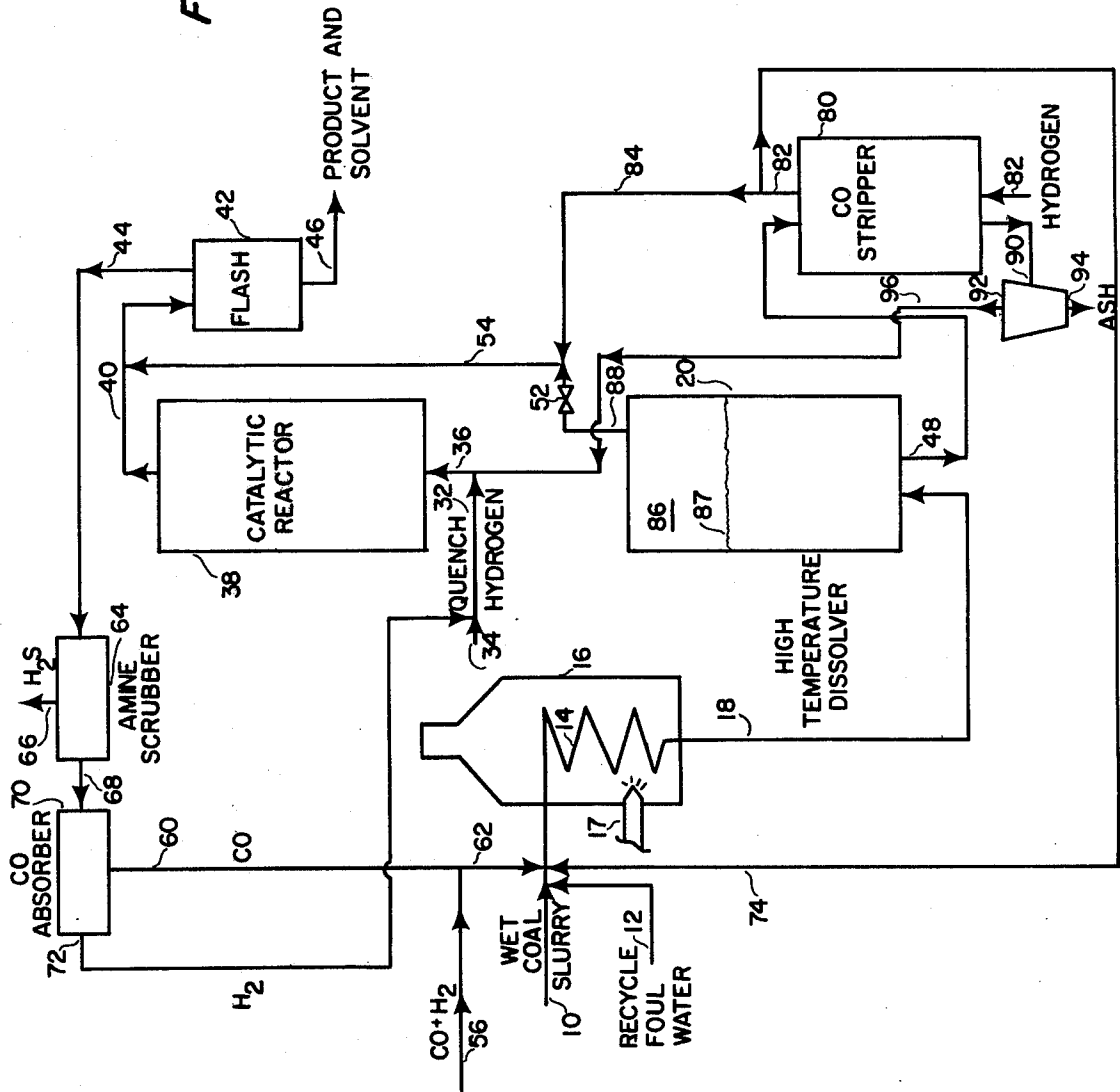 F
PRODUCT AND
SOLVENT
44
42
FLASH
46
40
54
84
82
80
CO
STRIPPER
82
HYDROGEN
90
92
94
96
ASH
CATALYTIC
REACTOR
38
36
32
QUENCH
HYDROGEN
34
52
88
20
86
87
48
HIGH
TEMPERATURE
DISSOLVER
H2S
66
64
AMINE
SCRUBBER
68
70
CO
ABSORBER
72
60
CO
62
H2
CO+H2
56
16
14
17
18
WET
COAL
SLURRY
10
12
RECYCLE
FOUL
WATER
74